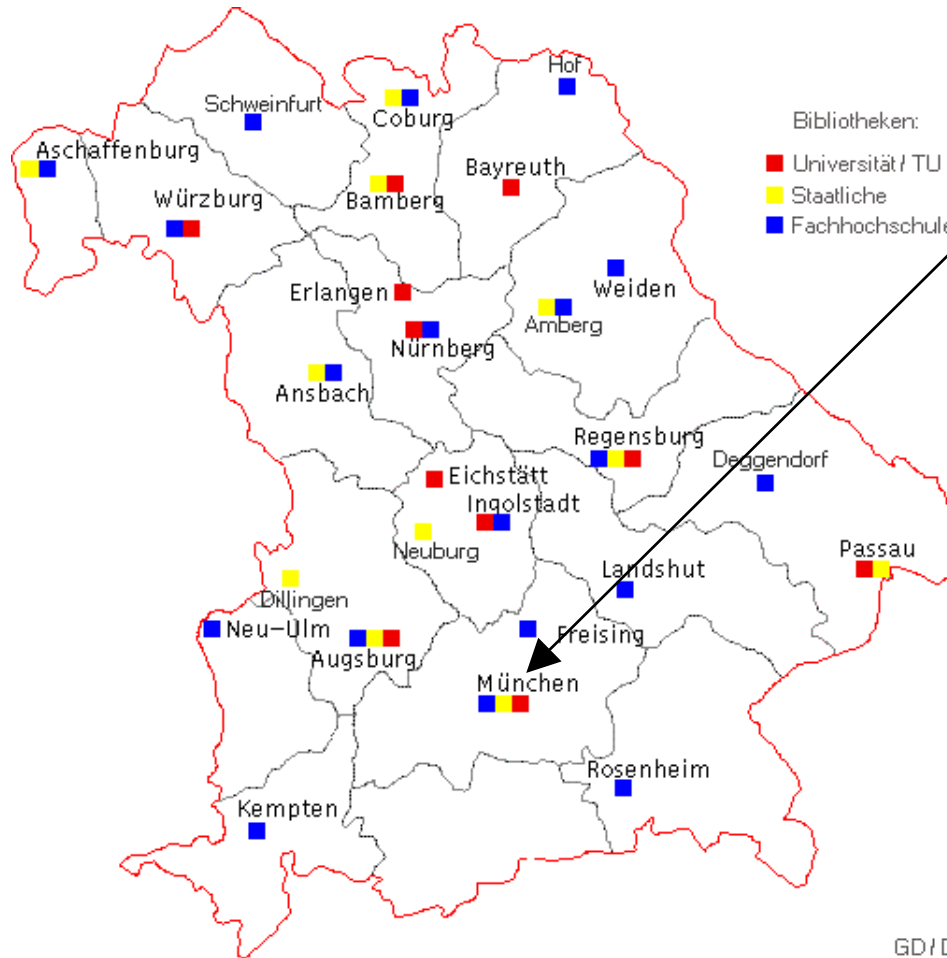 Hof
Schweinfurt
Coburg
Bibliotheken:
Aschaffenburg
Universität / TU
Bayreuth
Staatliche
Würzburg
Bamberg
Fachhochschule
Erlangen
Weiden
Amberg
Nürnberg
Ansbach
Regensburg
Deggendorf
Eichstätt
Ingolstadt
Neuburg
Passau
Landshut
Dillingen
Neu-Ulm
Freising
Augsburg
München
Rosenheim
Kempten
GD/D